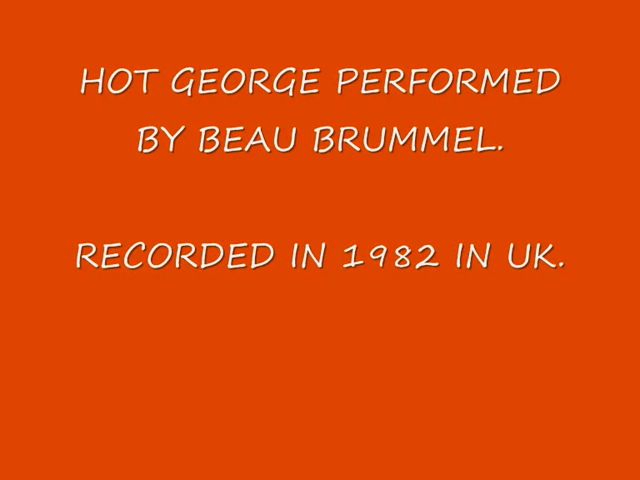 HOT GEORGE PERFORMED
BY BEAU BRUMMEL.
RECORDED IN 1982 IN UK.